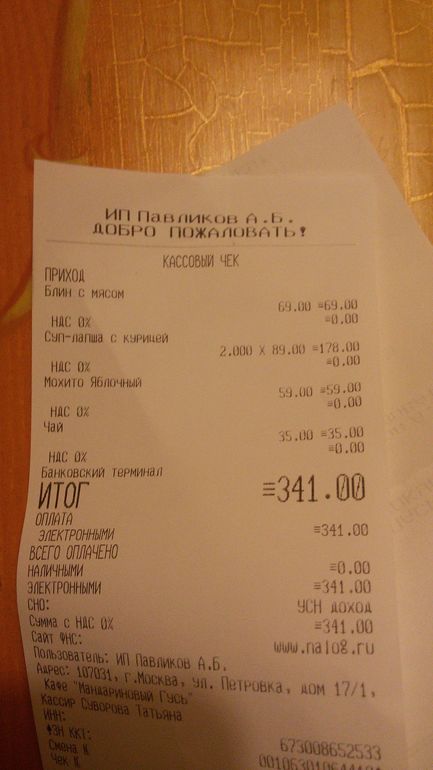 ИП Павликов А.Б.
ДОБРО ПОЖАЛОВАТЬ!
КАССОВЫЙ ЧЕК
ПРИХОД
Блин с мясом
69.00 ≡69.00
НДС 0% ≡0.00
Суп-лапша с курицей
2.000 X 89.00 ≡178.00
НДС 0% ≡0.00
Мохито Яблочный
59.00 ≡59.00
НДС 0% ≡0.00
Чай
35.00 ≡35.00
НДС 0% ≡0.00
Банковский терминал
ИТОГ ≡341.00
ОПЛАТА
ЭЛЕКТРОННЫМИ ≡341.00
ВСЕГО ОПЛАЧЕНО
НАЛИЧНЫМИ ≡0.00
ЭЛЕКТРОННЫМИ ≡341.00
СНО: УСН ДОХОД
Сумма с НДС 0% ≡341.00
Сайт ФНС: www.nalog.ru
Пользователь: ИП Павликов А.Б.
Адрес: 107031, г.Москва, ул. Петровка, дом 17/1,
Кафе "Мандариновый Гусь"
Кассир Суворова Татьяна
ИНН: 673008652533
ФЗН ККТ:
Смена N
Чек N